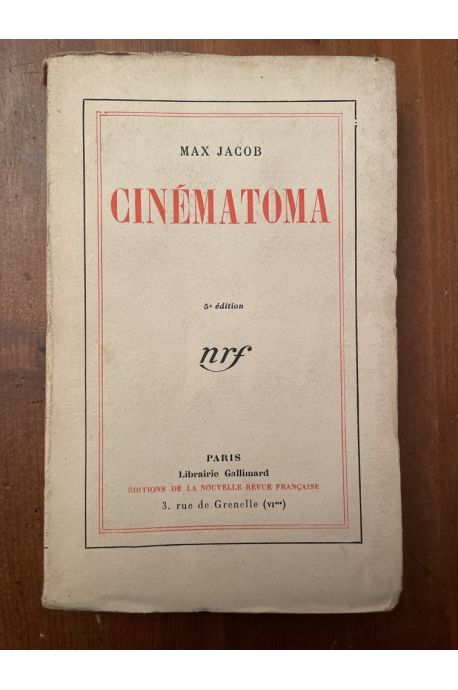 MAX JACOB
CINÉMATOMA
5e édition
nrf
PARIS
Librairie Gallimard
ÉDITIONS DE LA NOUVELLE REVUE FRANÇAISE
3, rue de Grenelle (VIme)